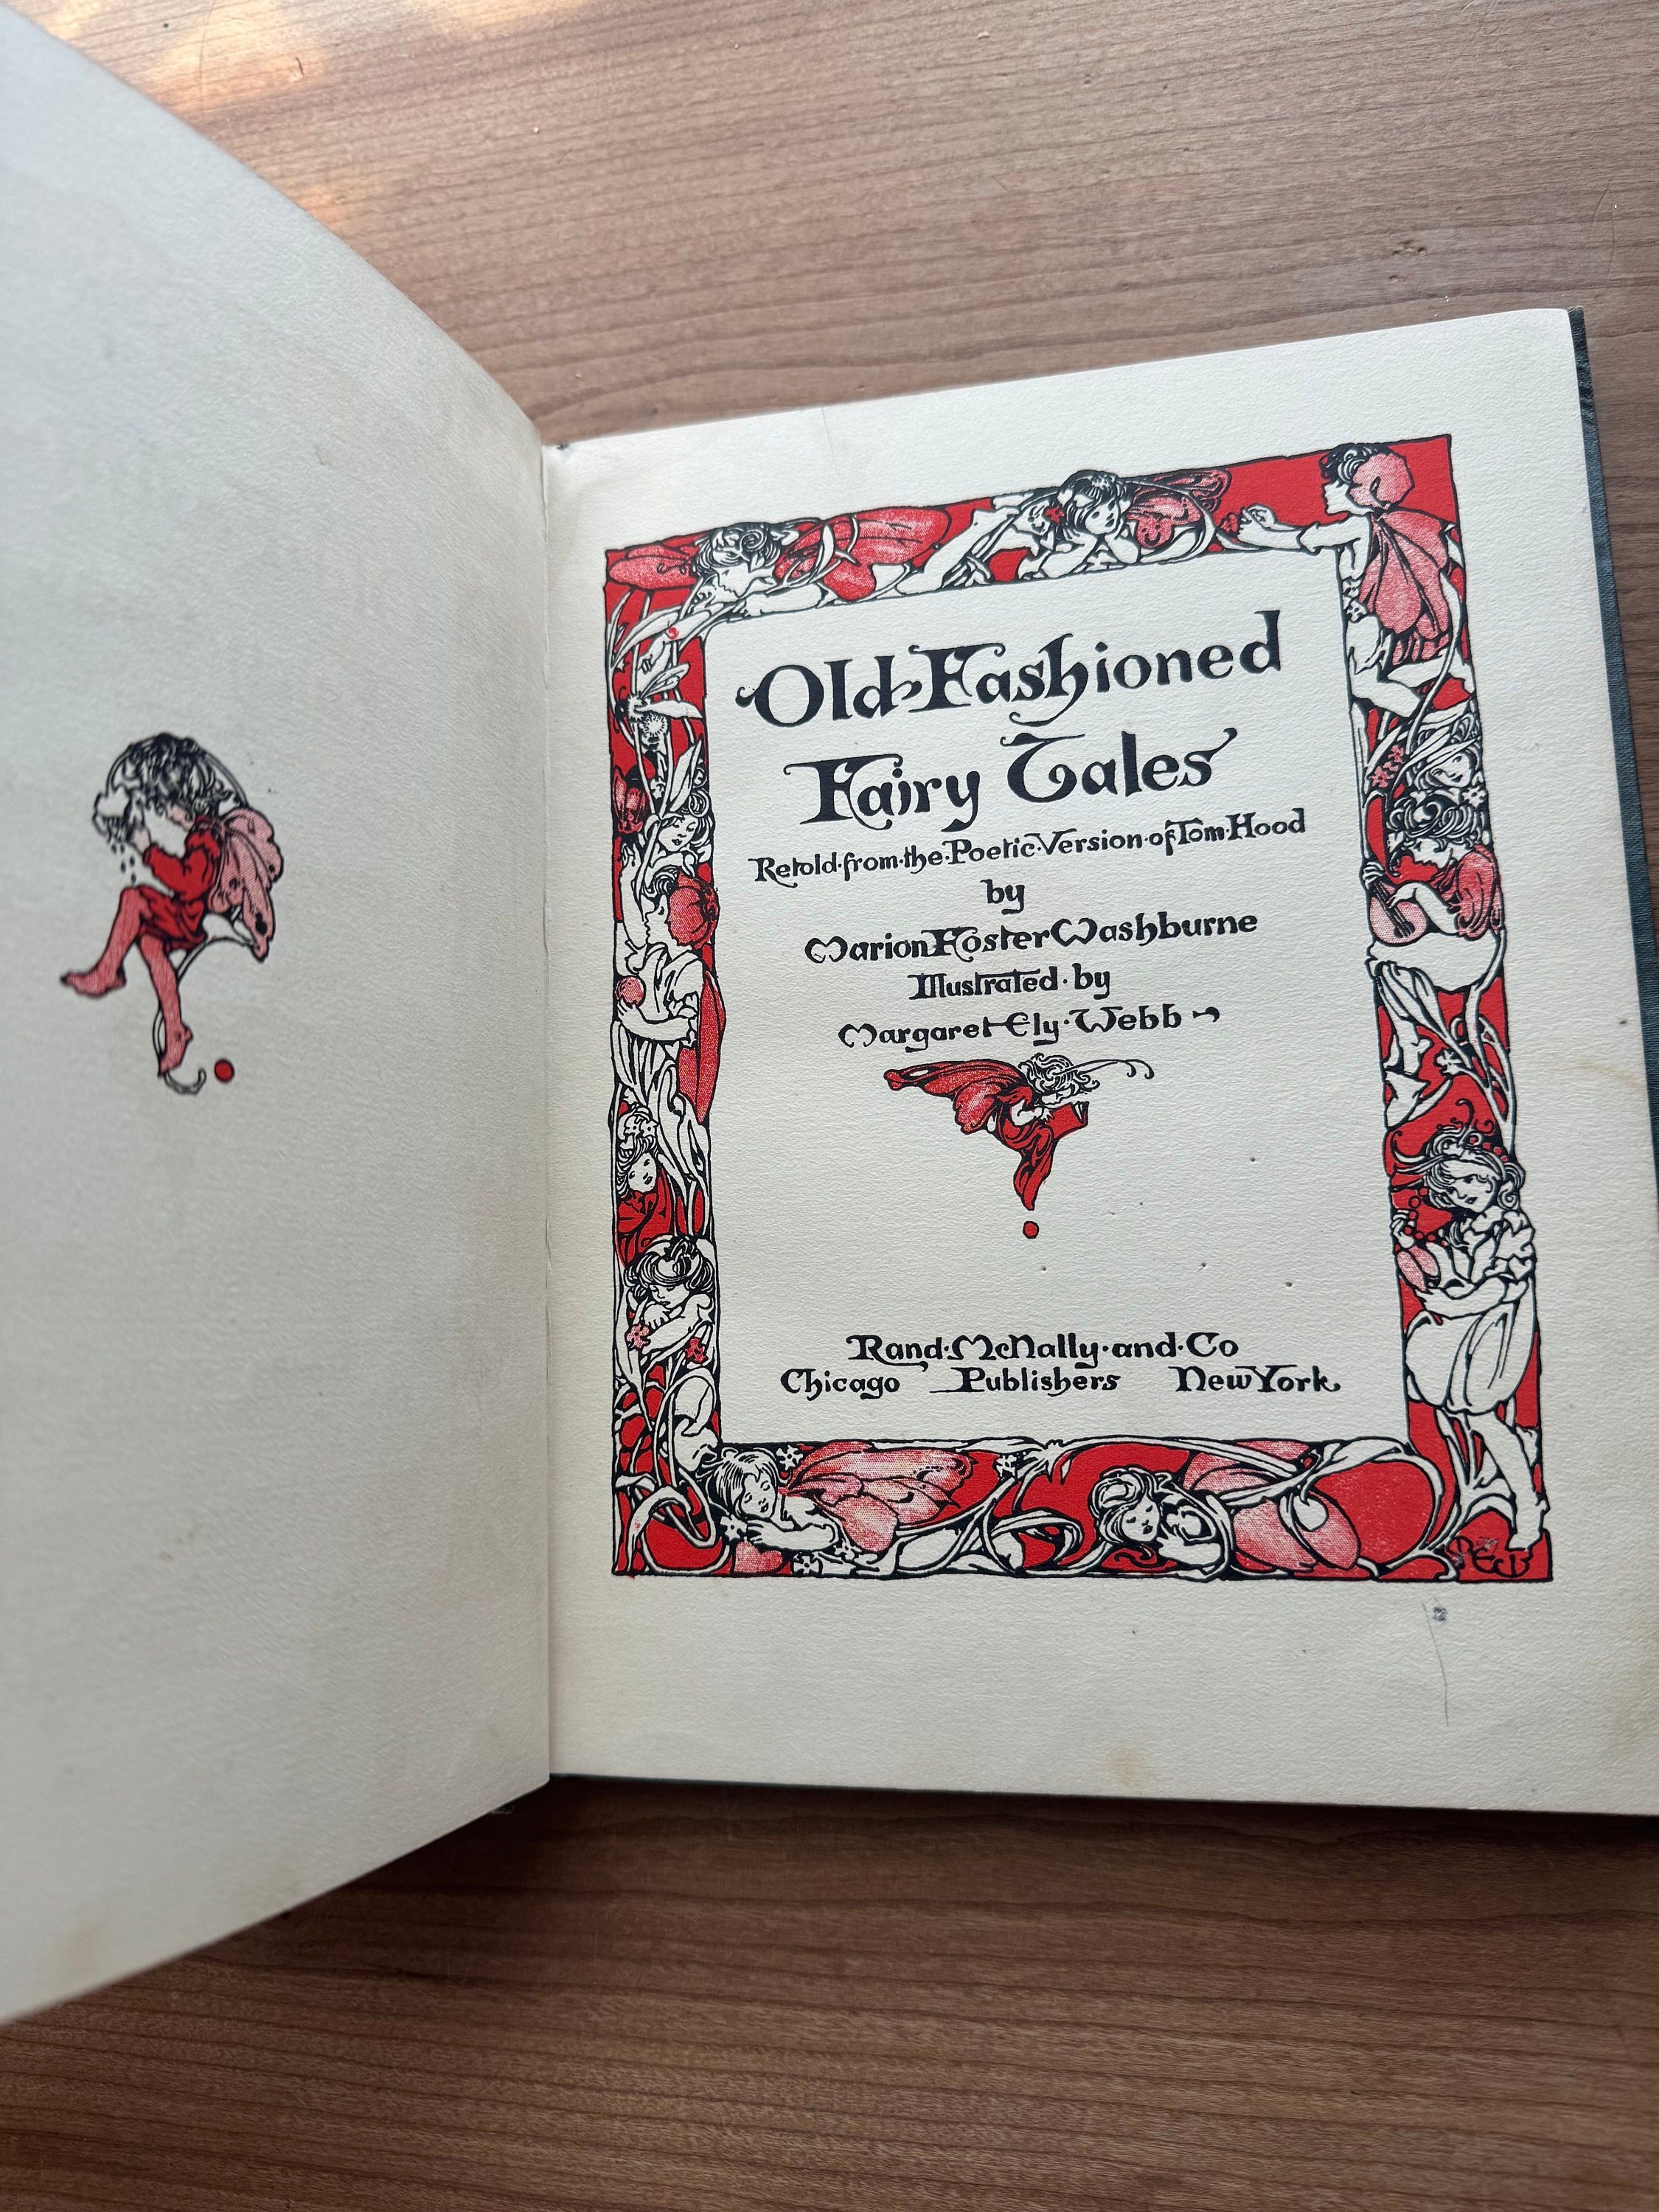 Old-Fashioned
Fairy Tales
Retold·from·the·Poetic·Version·of·Tom·Hood
by
Marion Foster Washburne
Illustrated·by
Margaret·Ely·Webb
Rand·McNally·and·Co
Chicago Publishers New York
MEW